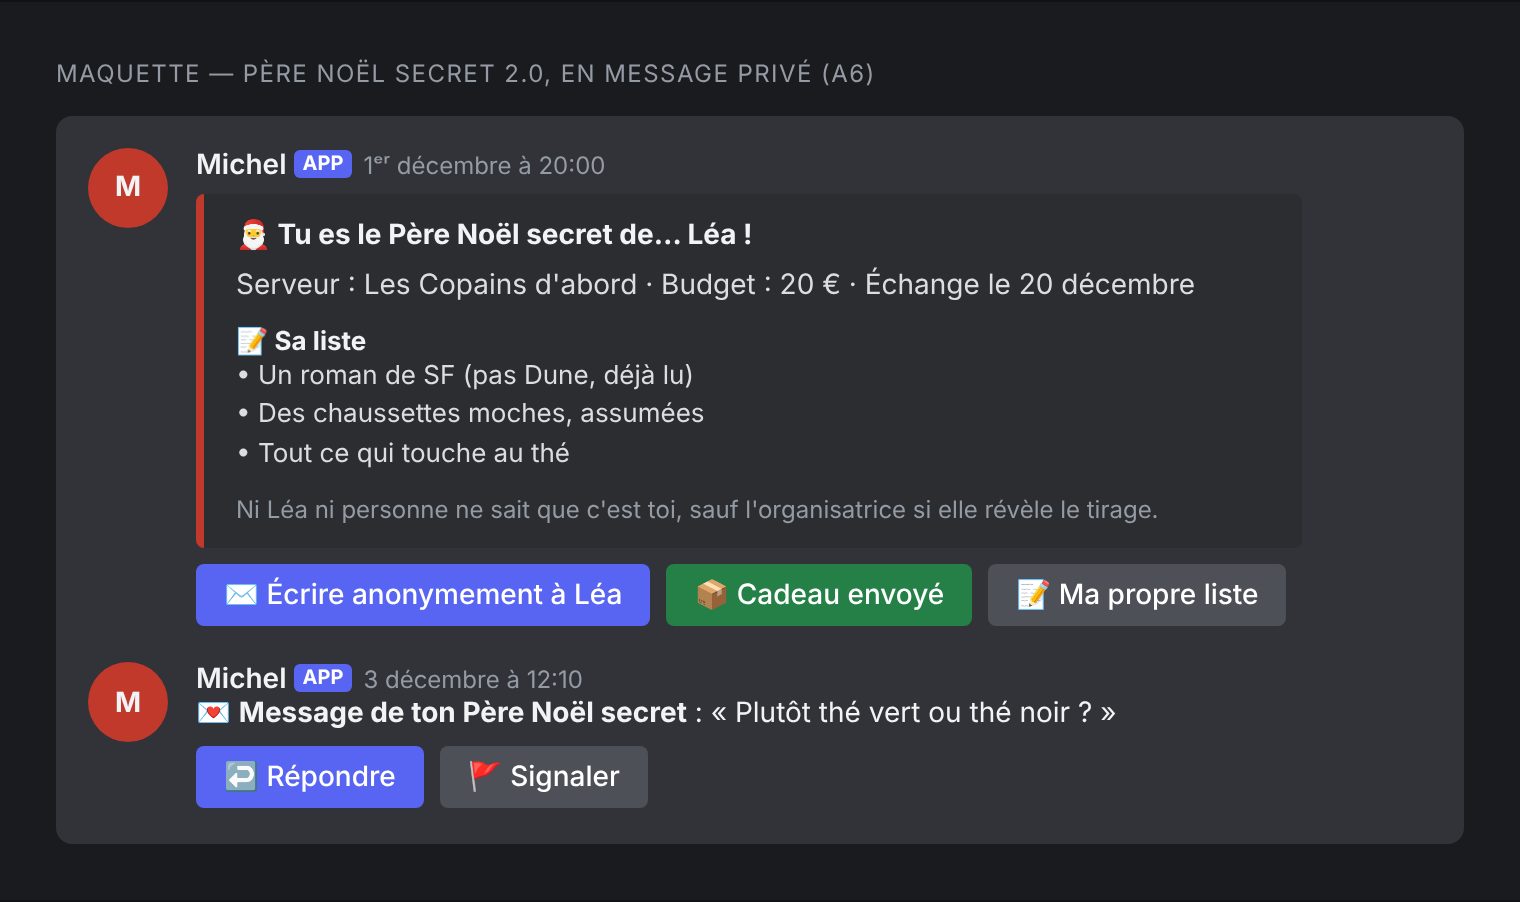 MAQUETTE — PÈRE NOËL SECRET 2.0, EN MESSAGE PRIVÉ (A6)
M
Michel APP 1er décembre à 20:00
🎅 Tu es le Père Noël secret de… Léa !
Serveur : Les Copains d'abord · Budget : 20 € · Échange le 20 décembre
📝 Sa liste
• Un roman de SF (pas Dune, déjà lu)
• Des chaussettes moches, assumées
• Tout ce qui touche au thé
Ni Léa ni personne ne sait que c'est toi, sauf l'organisatrice si elle révèle le tirage.
✉️ Écrire anonymement à Léa 📦 Cadeau envoyé 📝 Ma propre liste
M
Michel APP 3 décembre à 12:10
💌 Message de ton Père Noël secret : « Plutôt thé vert ou thé noir ? »
↩️ Répondre 🚩 Signaler